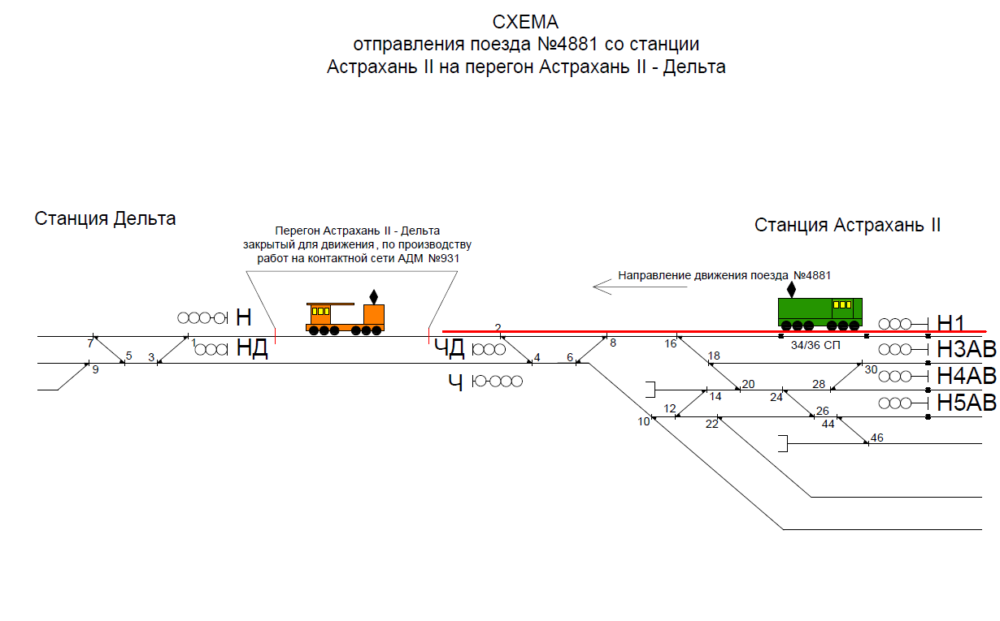 СХЕМА
отправления поезда №4881 со станции
Астрахань II на перегон Астрахань II - Дельта
Станция Дельта
Станция Астрахань II
Перегон Астрахань II - Дельта
закрытый для движения, по производству
работ на контактной сети АДМ №931
Направление движения поезда №4881
Н
Н1
2
7
1
НД
ЧД
8
16
34/36 СП
Н3АВ
5
3
4
6
18
9
30
Ч
Н4АВ
20
28
14
24
Н5АВ
12
26
10
22
44
46